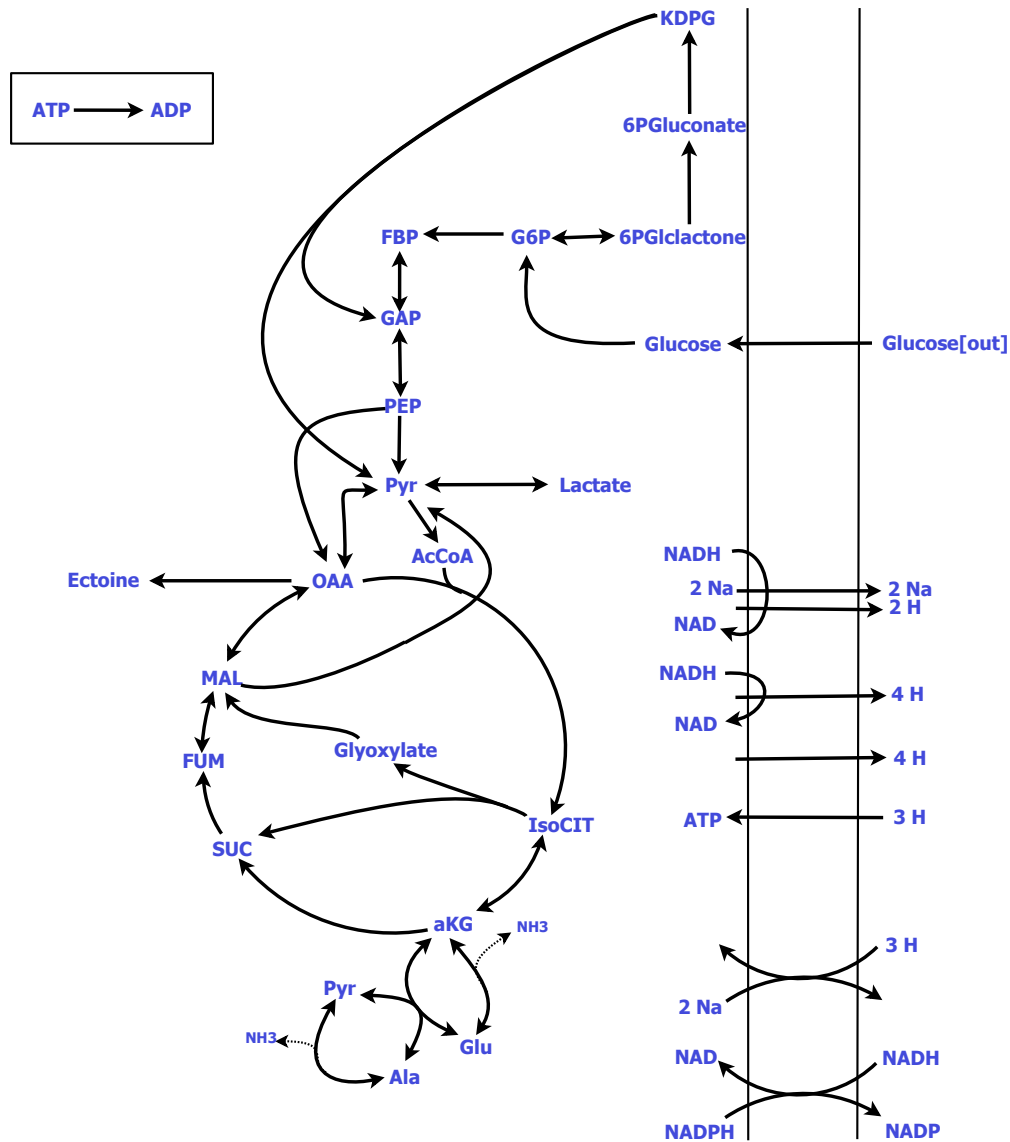 KDPG
ATP ADP
6PGluconate
FBP G6P 6PGlclactone
GAP
Glucose Glucose[out]
PEP
Pyr Lactate
AcCoA
NADH
Ectoine OAA
2 Na 2 Na
2 H
NAD
MAL
NADH
4 H
NAD
Glyoxylate
FUM
4 H
ATP 3 H
IsoCIT
SUC
aKG NH3
3 H
Pyr
2 Na
NH3
Glu
NAD NADH
Ala
NADPH NADP